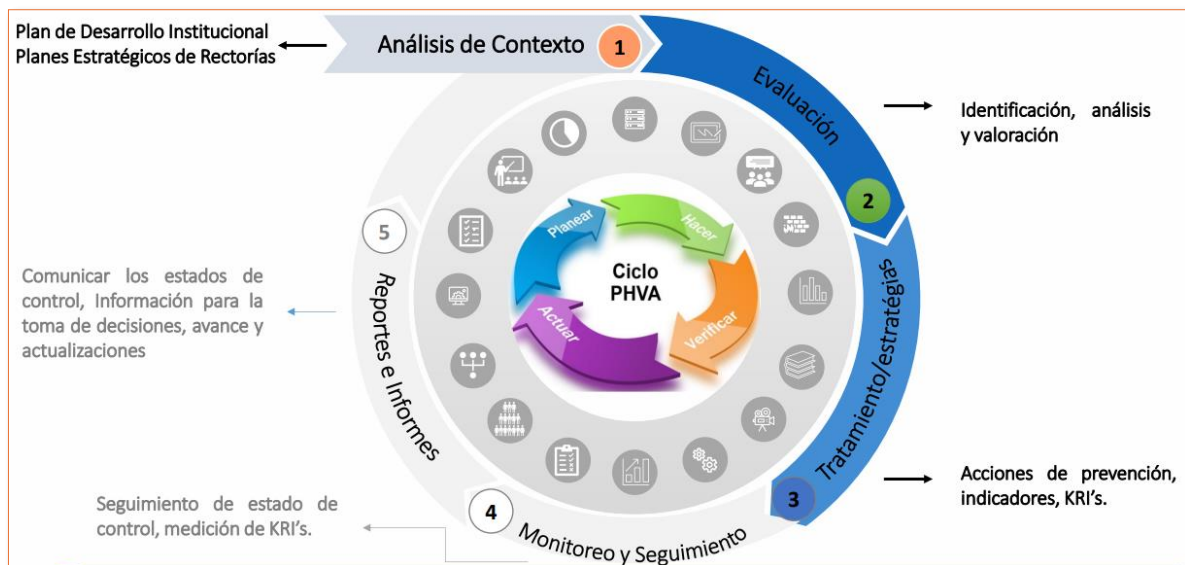 Plan de Desarrollo Institucional
Planes Estratégicos de Rectorías
Análisis de Contexto
1
Evaluación
Identificación, análisis
y valoración
2
Tratamiento/estratégias
Acciones de prevención,
indicadores, KRI's.
3
Monitoreo y Seguimiento
4
Seguimiento de estado de
control, medición de KRI's.
Reportes e Informes
5
Comunicar los estados de
control, Información para la
toma de decisiones, avance y
actualizaciones
Planear
Hacer
Verificar
Actuar
Ciclo
PHVA